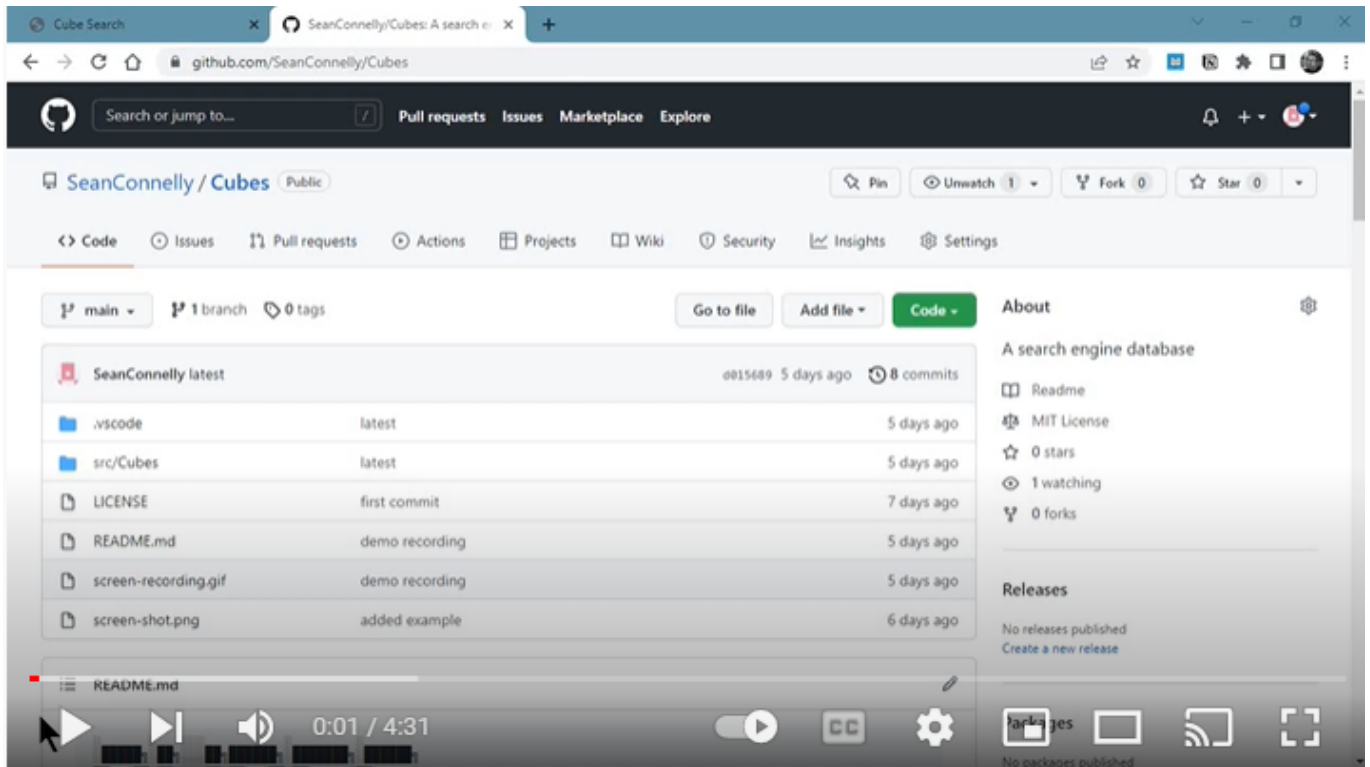 Cube Search
SeanConnelly/Cubes: A search e
github.com/SeanConnelly/Cubes
Search or jump to...
/
Pull requests Issues Marketplace Explore
SeanConnelly / Cubes Public
Pin
Unwatch 1
Fork 0
Star 0
<> Code
Issues
Pull requests
Actions
Projects
Wiki
Security
Insights
Settings
main
1 branch
0 tags
Go to file
Add file
Code
About
A search engine database
SeanConnelly latest
d015689 5 days ago 8 commits
Readme
.vscode latest 5 days ago
MIT License
src/Cubes latest 5 days ago
0 stars
1 watching
LICENSE first commit 7 days ago
0 forks
README.md demo recording 5 days ago
screen-recording.gif demo recording 5 days ago
Releases
screen-shot.png added example 6 days ago
No releases published
Create a new release
README.md
0:01 / 4:31
CC
Packages
No packages published